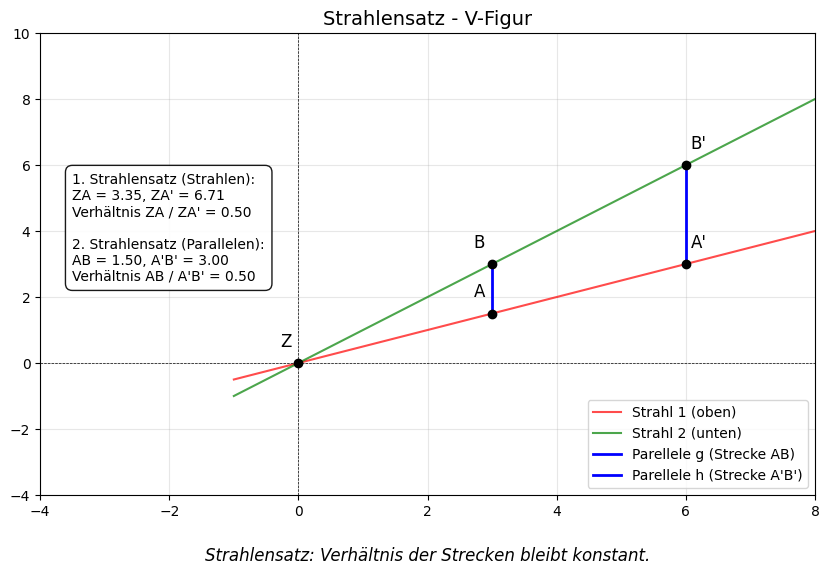 Strahlensatz - V-Figur
10
8
6
4
2
0
−2
−4
1. Strahlensatz (Strahlen):
ZA = 3.35, ZA' = 6.71
Verhältnis ZA / ZA' = 0.50
2. Strahlensatz (Parallelen):
AB = 1.50, A'B' = 3.00
Verhältnis AB / A'B' = 0.50
B'
B
A'
A
Z
Strahl 1 (oben)
Strahl 2 (unten)
Parellele g (Strecke AB)
Parellele h (Strecke A'B')
−4 −2 0 2 4 6 8
Strahlensatz: Verhältnis der Strecken bleibt konstant.